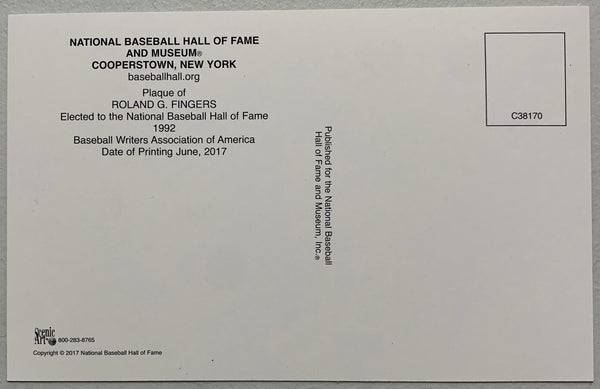 NATIONAL BASEBALL HALL OF FAME
AND MUSEUM®
COOPERSTOWN, NEW YORK
baseballhall.org
Plaque of
ROLAND G. FINGERS
Elected to the National Baseball Hall of Fame
1992
Baseball Writers Association of America
Date of Printing June, 2017
C38170
Published for the National Baseball
Hall of Fame and Museum, Inc.®
Scenic
Art 800-283-8765
Copyright © 2017 National Baseball Hall of Fame